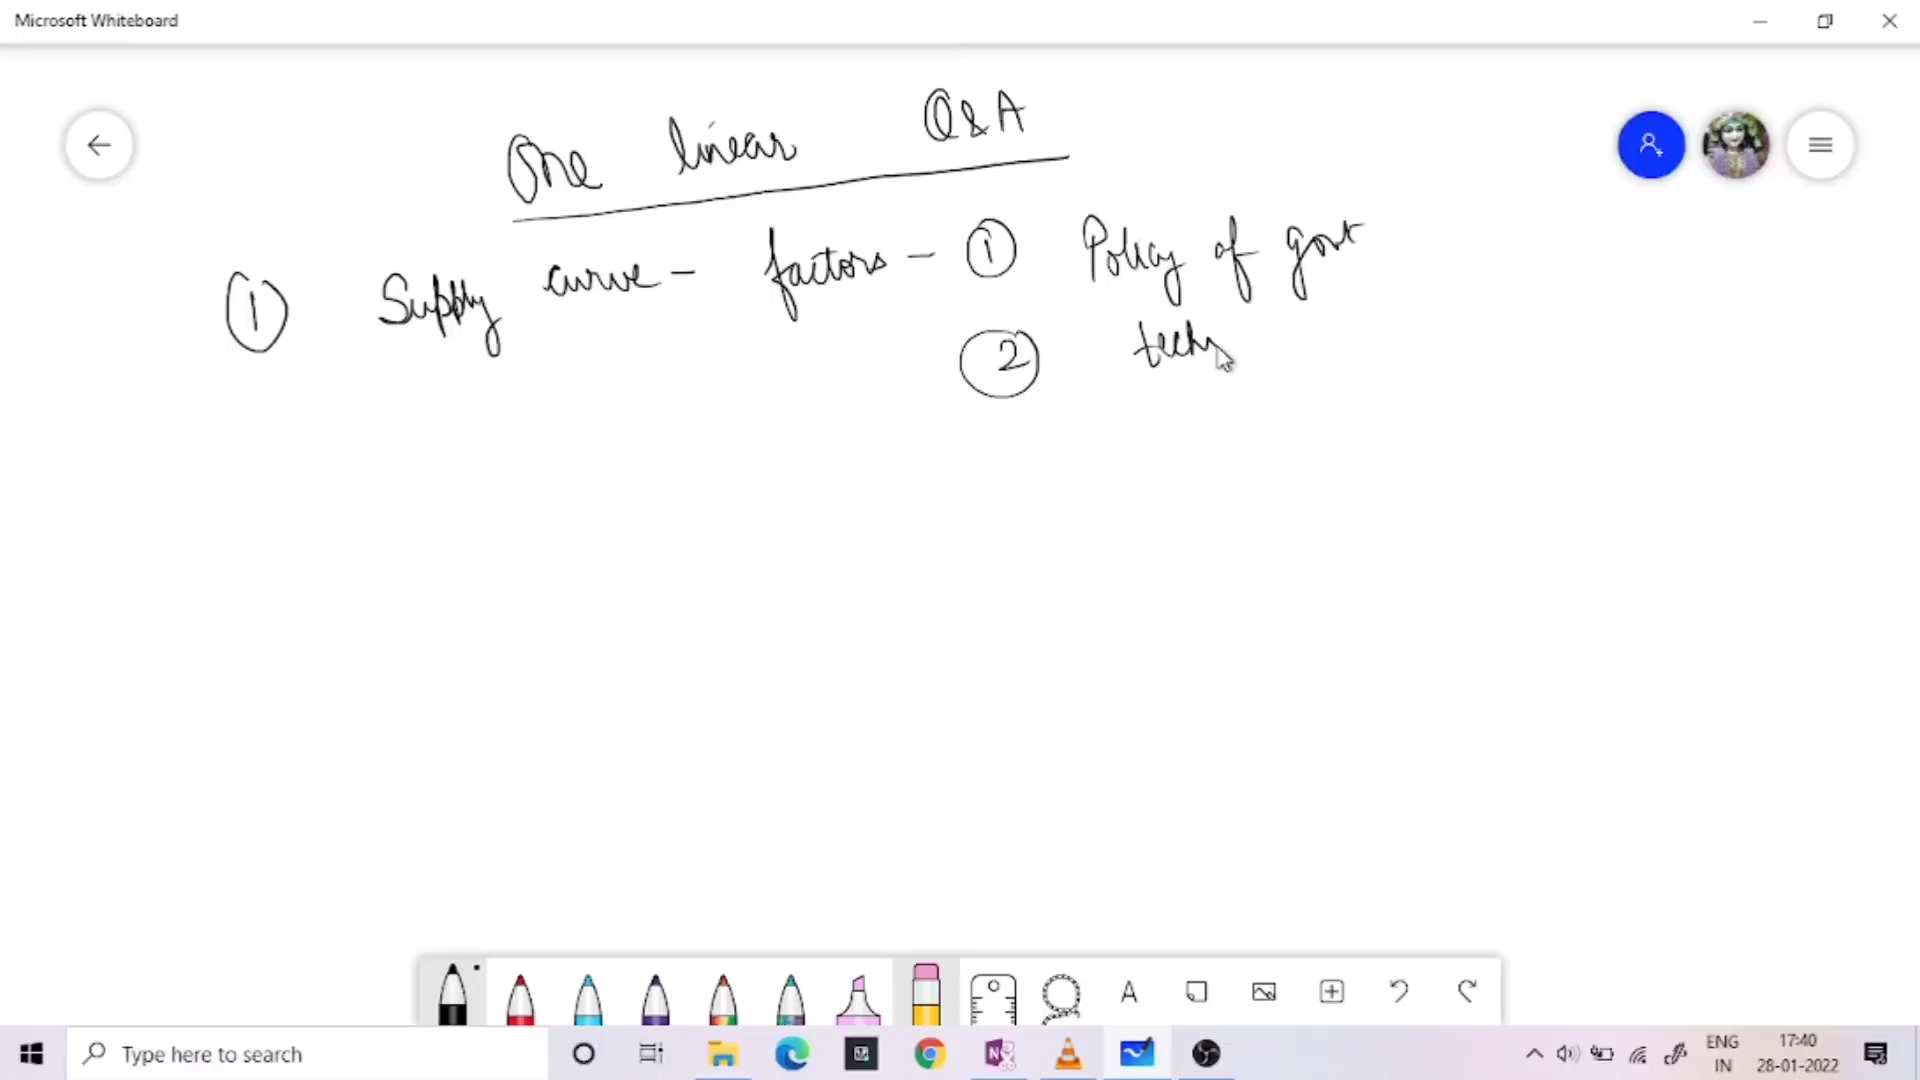 Microsoft Whiteboard
One linear Q&A
① Supply curve - factors - ① Policy of govt
② techn
A
Type here to search
ENG
IN
17:40
28-01-2022